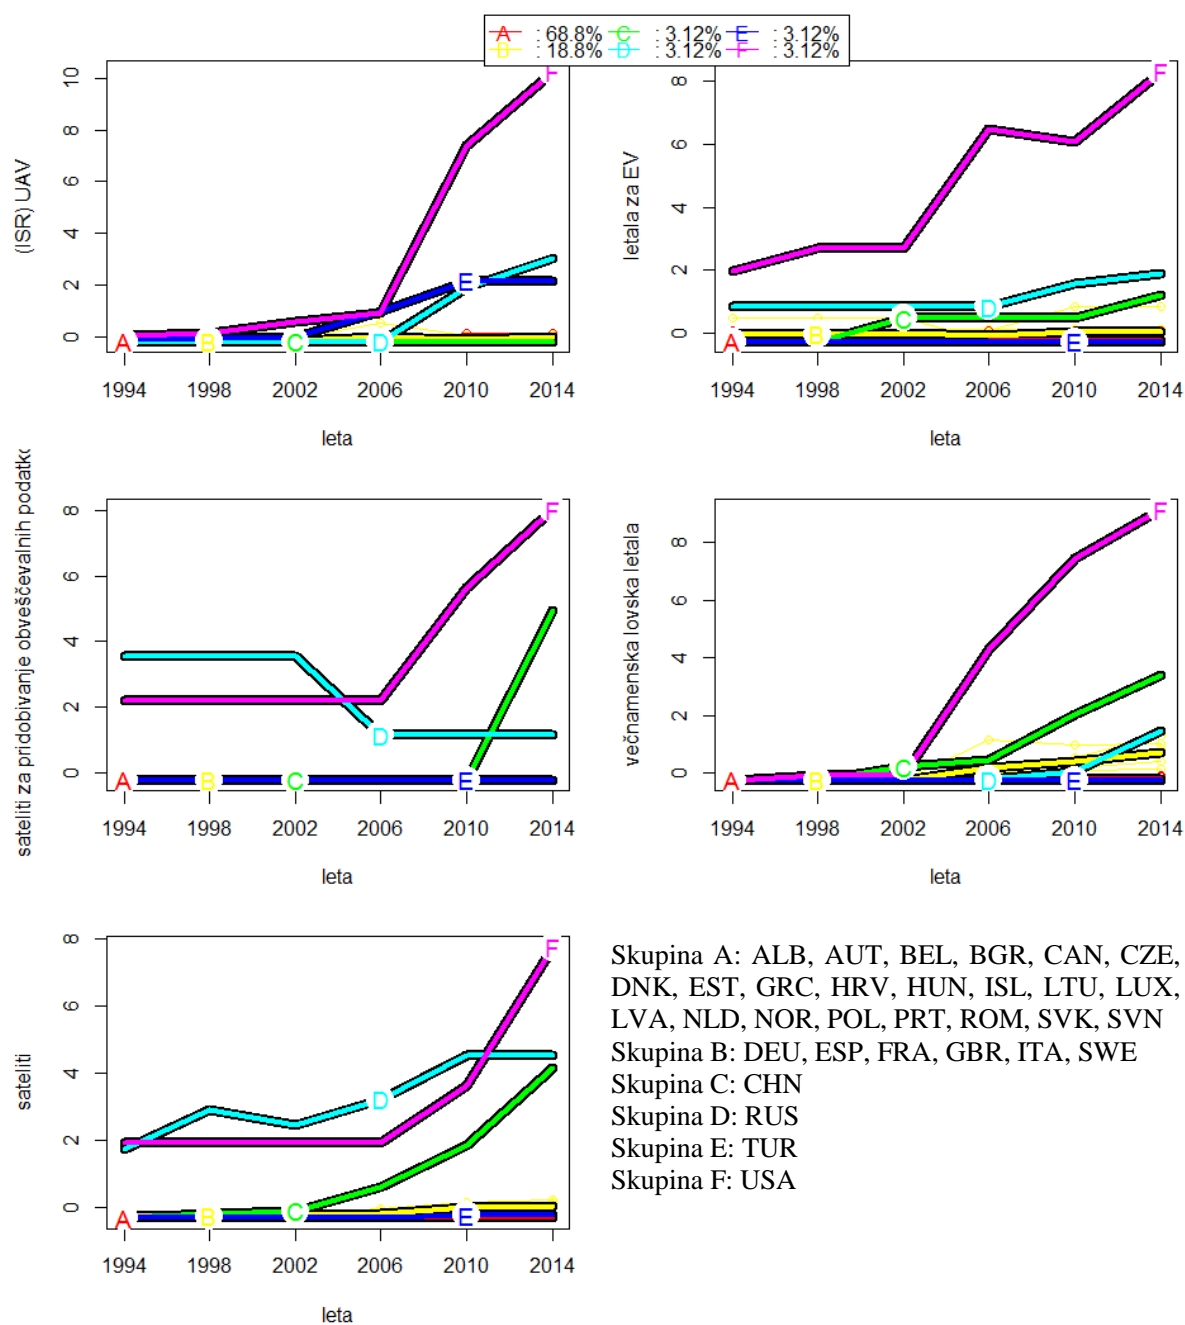 A : 68.8% C : 3.12% E : 3.12%
B : 18.8% D : 3.12% F : 3.12%
(ISR) UAV
0 2 4 6 8 10
F
E
A B C D
1994 1998 2002 2006 2010 2014
leta
letala za EV
0 2 4 6 8
F
C D
A B E
1994 1998 2002 2006 2010 2014
leta
sateliti za pridobivanje obveščevalnih podatk
0 2 4 6 8
F
D
A B C E
1994 1998 2002 2006 2010 2014
leta
večnamenska lovska letala
0 2 4 6 8
F
C
A B D E
1994 1998 2002 2006 2010 2014
leta
sateliti
0 2 4 6 8
F
D
A B C E
1994 1998 2002 2006 2010 2014
leta
Skupina A: ALB, AUT, BEL, BGR, CAN, CZE,
DNK, EST, GRC, HRV, HUN, ISL, LTU, LUX,
LVA, NLD, NOR, POL, PRT, ROM, SVK, SVN
Skupina B: DEU, ESP, FRA, GBR, ITA, SWE
Skupina C: CHN
Skupina D: RUS
Skupina E: TUR
Skupina F: USA